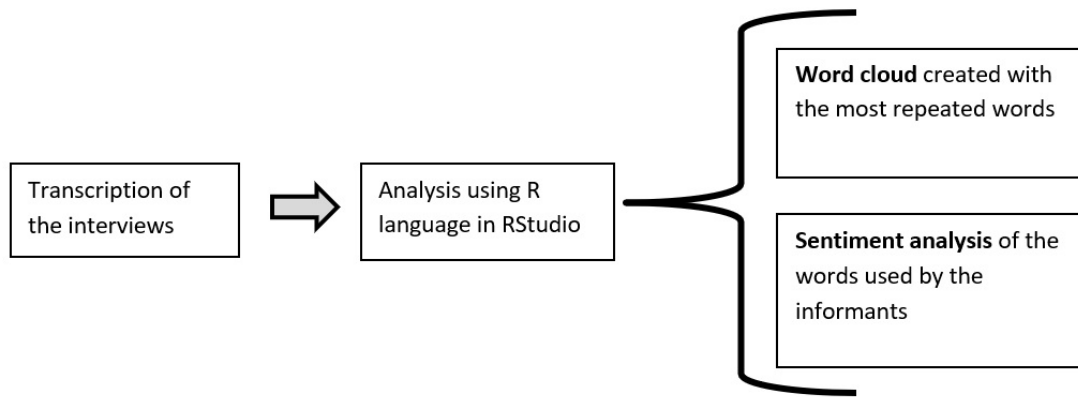 Transcription of
the interviews
Analysis using R
language in RStudio
Word cloud created with
the most repeated words
Sentiment analysis of the
words used by the
informants